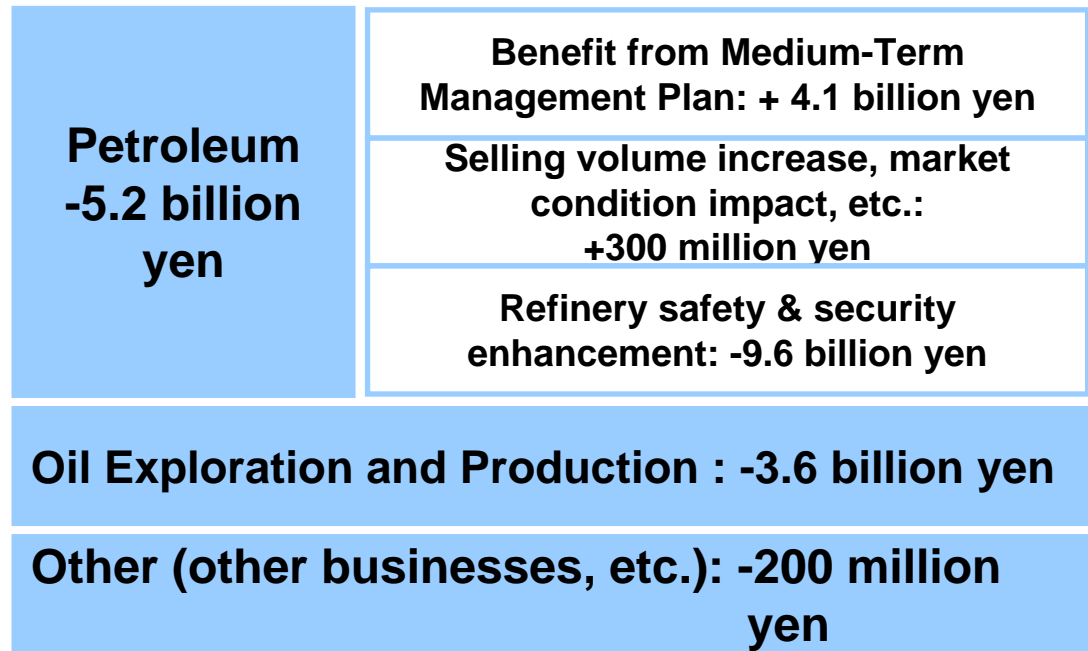 Petroleum
-5.2 billion
yen
Benefit from Medium-Term
Management Plan: + 4.1 billion yen
Selling volume increase, market
condition impact, etc.:
+300 million yen
Refinery safety & security
enhancement: -9.6 billion yen
Oil Exploration and Production : -3.6 billion yen
Other (other businesses, etc.): -200 million
yen